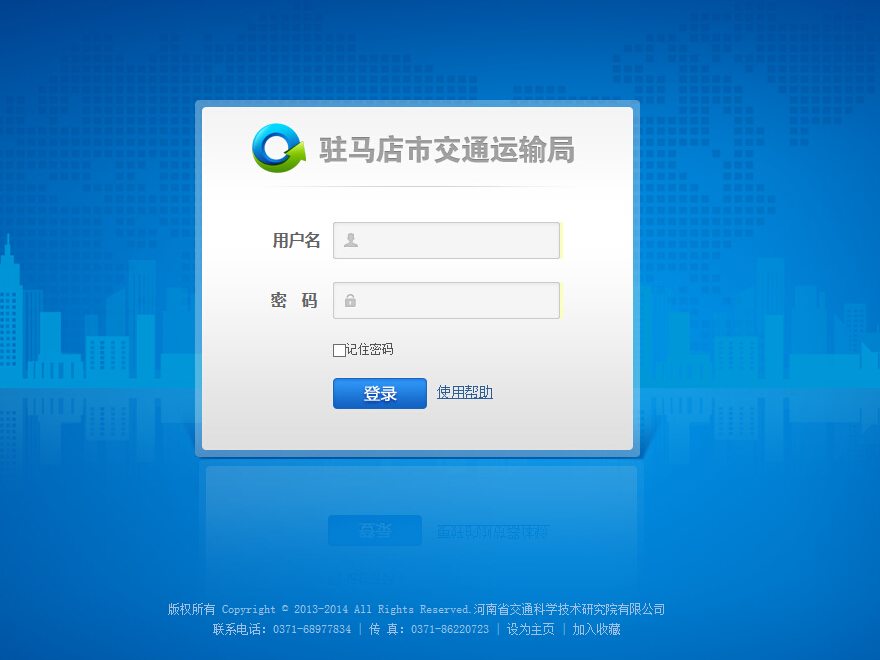 驻马店市交通运输局
用户名
密 码
记住密码
登录 使用帮助
版权所有 Copyright © 2013-2014 All Rights Reserved.河南省交通科学技术研究院有限公司
联系电话：0371-68977834 | 传 真：0371-86220723 | 设为主页 | 加入收藏